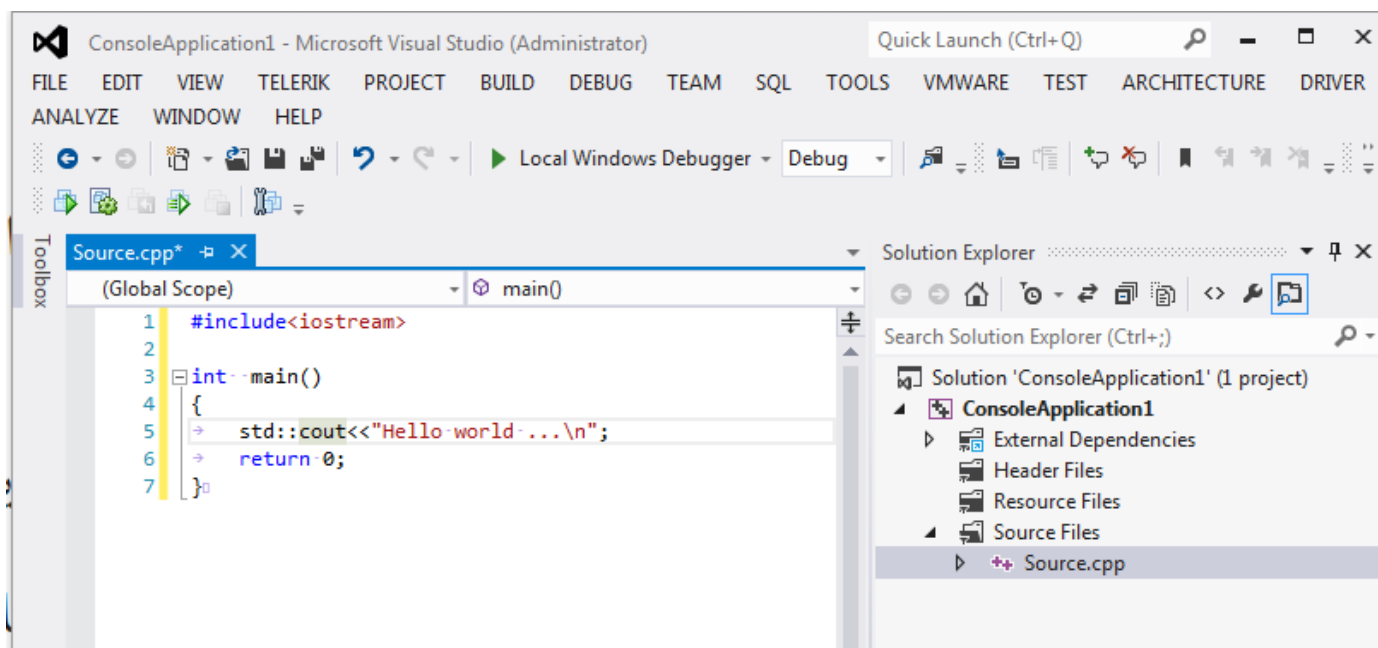 ConsoleApplication1 - Microsoft Visual Studio (Administrator)
Quick Launch (Ctrl+Q)
FILE EDIT VIEW TELERIK PROJECT BUILD DEBUG TEAM SQL TOOLS VMWARE TEST ARCHITECTURE DRIVER
ANALYZE WINDOW HELP
Local Windows Debugger Debug
Toolbox
Source.cpp*
(Global Scope) main()
1 #include<iostream>
2
3 int  main()
4 {
5 std::cout<<"Hello world ...\n";
6 return 0;
7 }
Solution Explorer
Search Solution Explorer (Ctrl+;)
Solution 'ConsoleApplication1' (1 project)
ConsoleApplication1
External Dependencies
Header Files
Resource Files
Source Files
Source.cpp